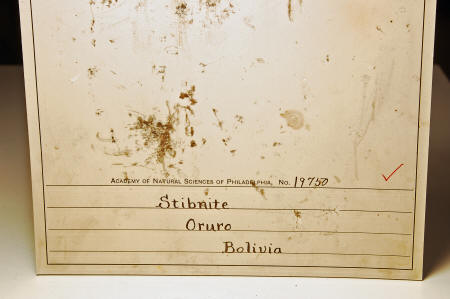 Academy of Natural Sciences of Philadelphia, No. 19750
Stibnite
Oruro
Bolivia